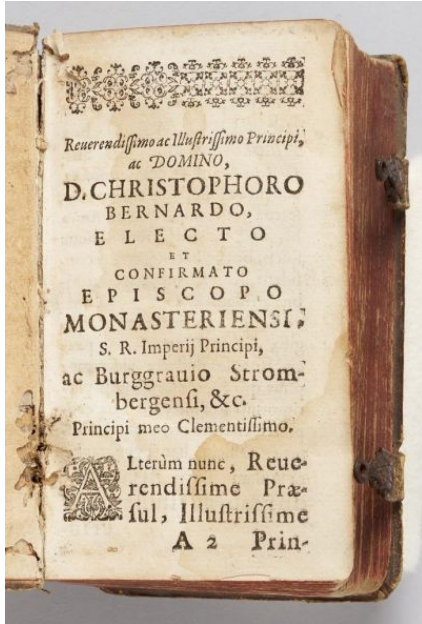 Reuerendiſſimo ac Illuſtriſſimo Principi,
ac DOMINO,
D. CHRISTOPHORO
BERNARDO,
ELECTO
ET
CONFIRMATO
EPISCOPO
MONASTERIENSI,
S. R. Imperij Principi,
ac Burggrauio Strom-
bergenſi, &c.
Principi meo Clementiſſimo.
ALterùm nunc, Reue-
rendiſſime Præ-
ſul, Illuſtriſſime
A 2 Prin-